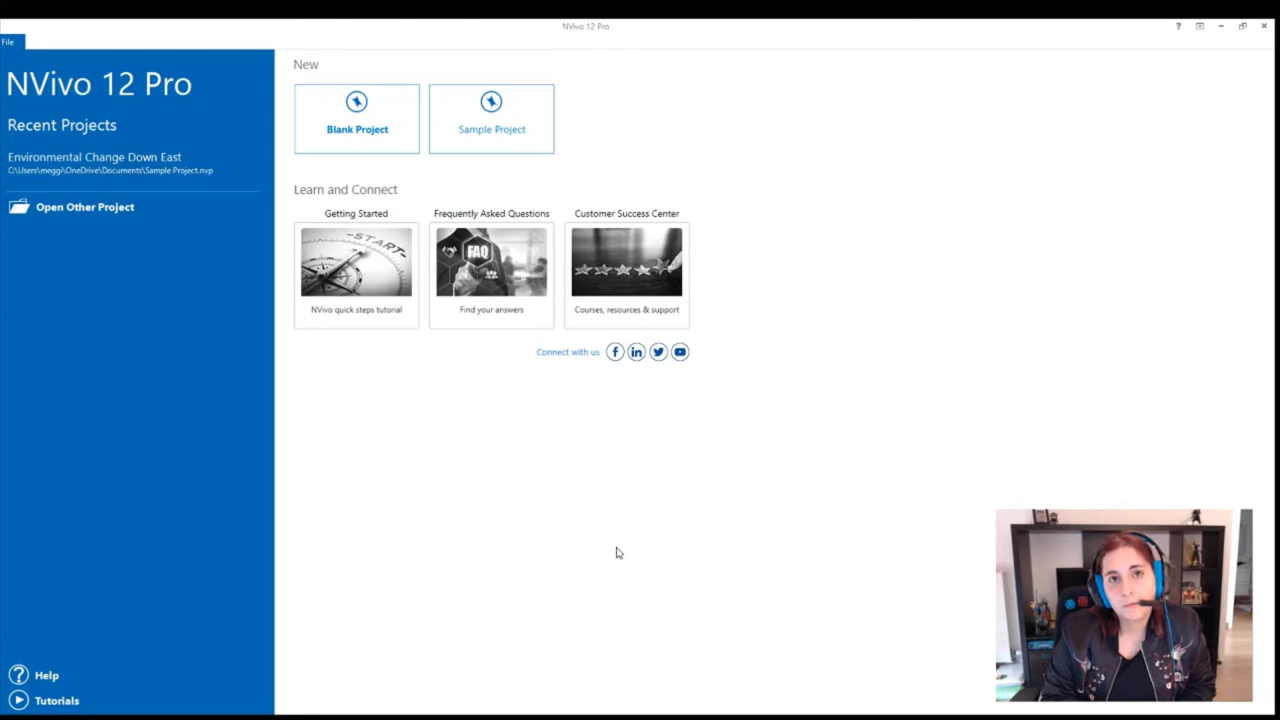 NVivo 12 Pro
File
NVivo 12 Pro
Recent Projects
Environmental Change Down East
C:\Users\meggi\OneDrive\Documents\Sample Project.nvp
Open Other Project
Help
Tutorials
New
Blank Project
Sample Project
Learn and Connect
Getting Started
Frequently Asked Questions
Customer Success Center
START
FAQ
NVivo quick steps tutorial
Find your answers
Courses, resources & support
Connect with us